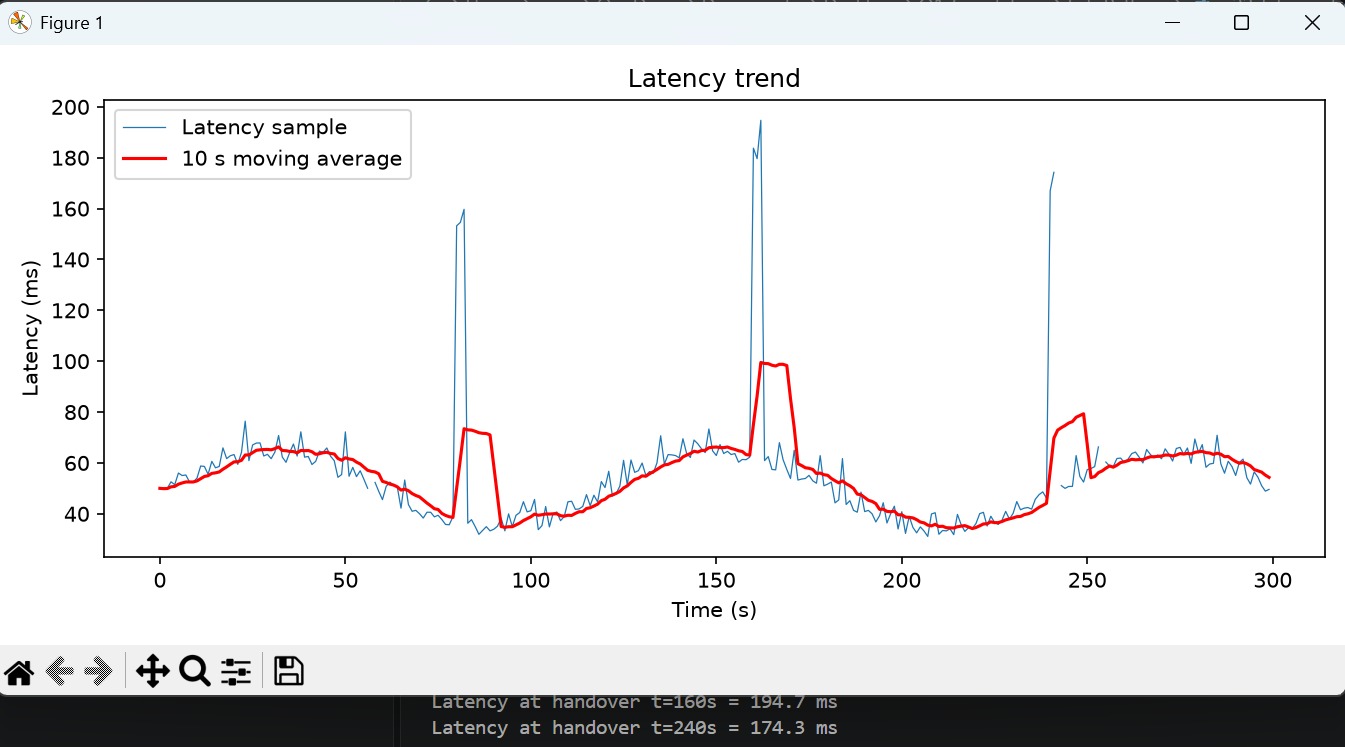 Figure 1
Latency trend
Latency sample
10 s moving average
200
180
160
140
120
100
80
60
40
Latency (ms)
0 50 100 150 200 250 300
Time (s)
Latency at handover t=160s = 194.7 ms
Latency at handover t=240s = 174.3 ms